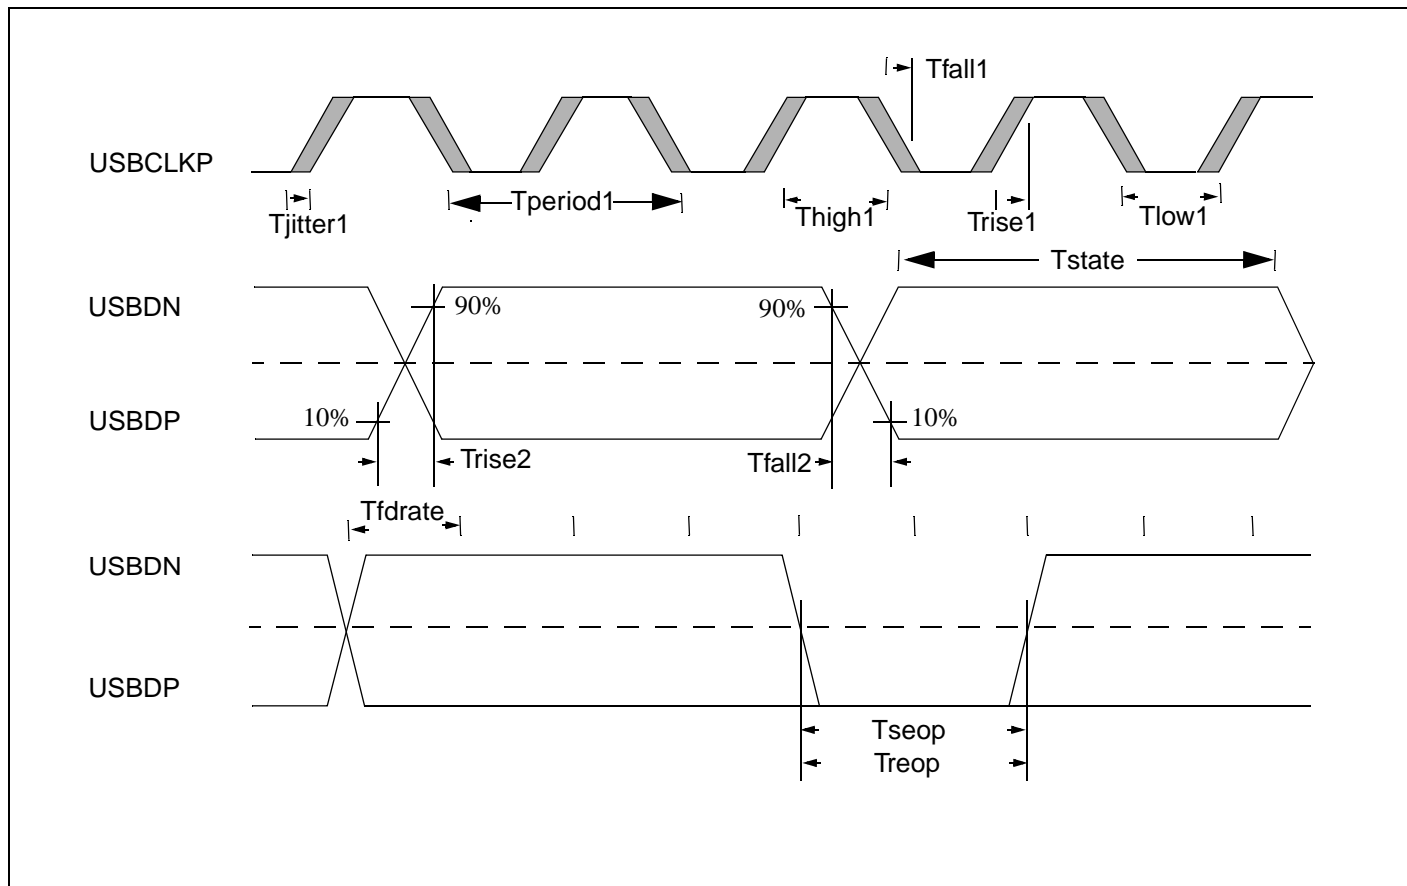 Tfall1
USBCLKP
Tjitter1
Tperiod1
Thigh1
Trise1
Tlow1
Tstate
USBDN
90%
90%
USBDP
10%
10%
Trise2
Tfall2
Tfdrate
USBDN
USBDP
Tseop
Treop